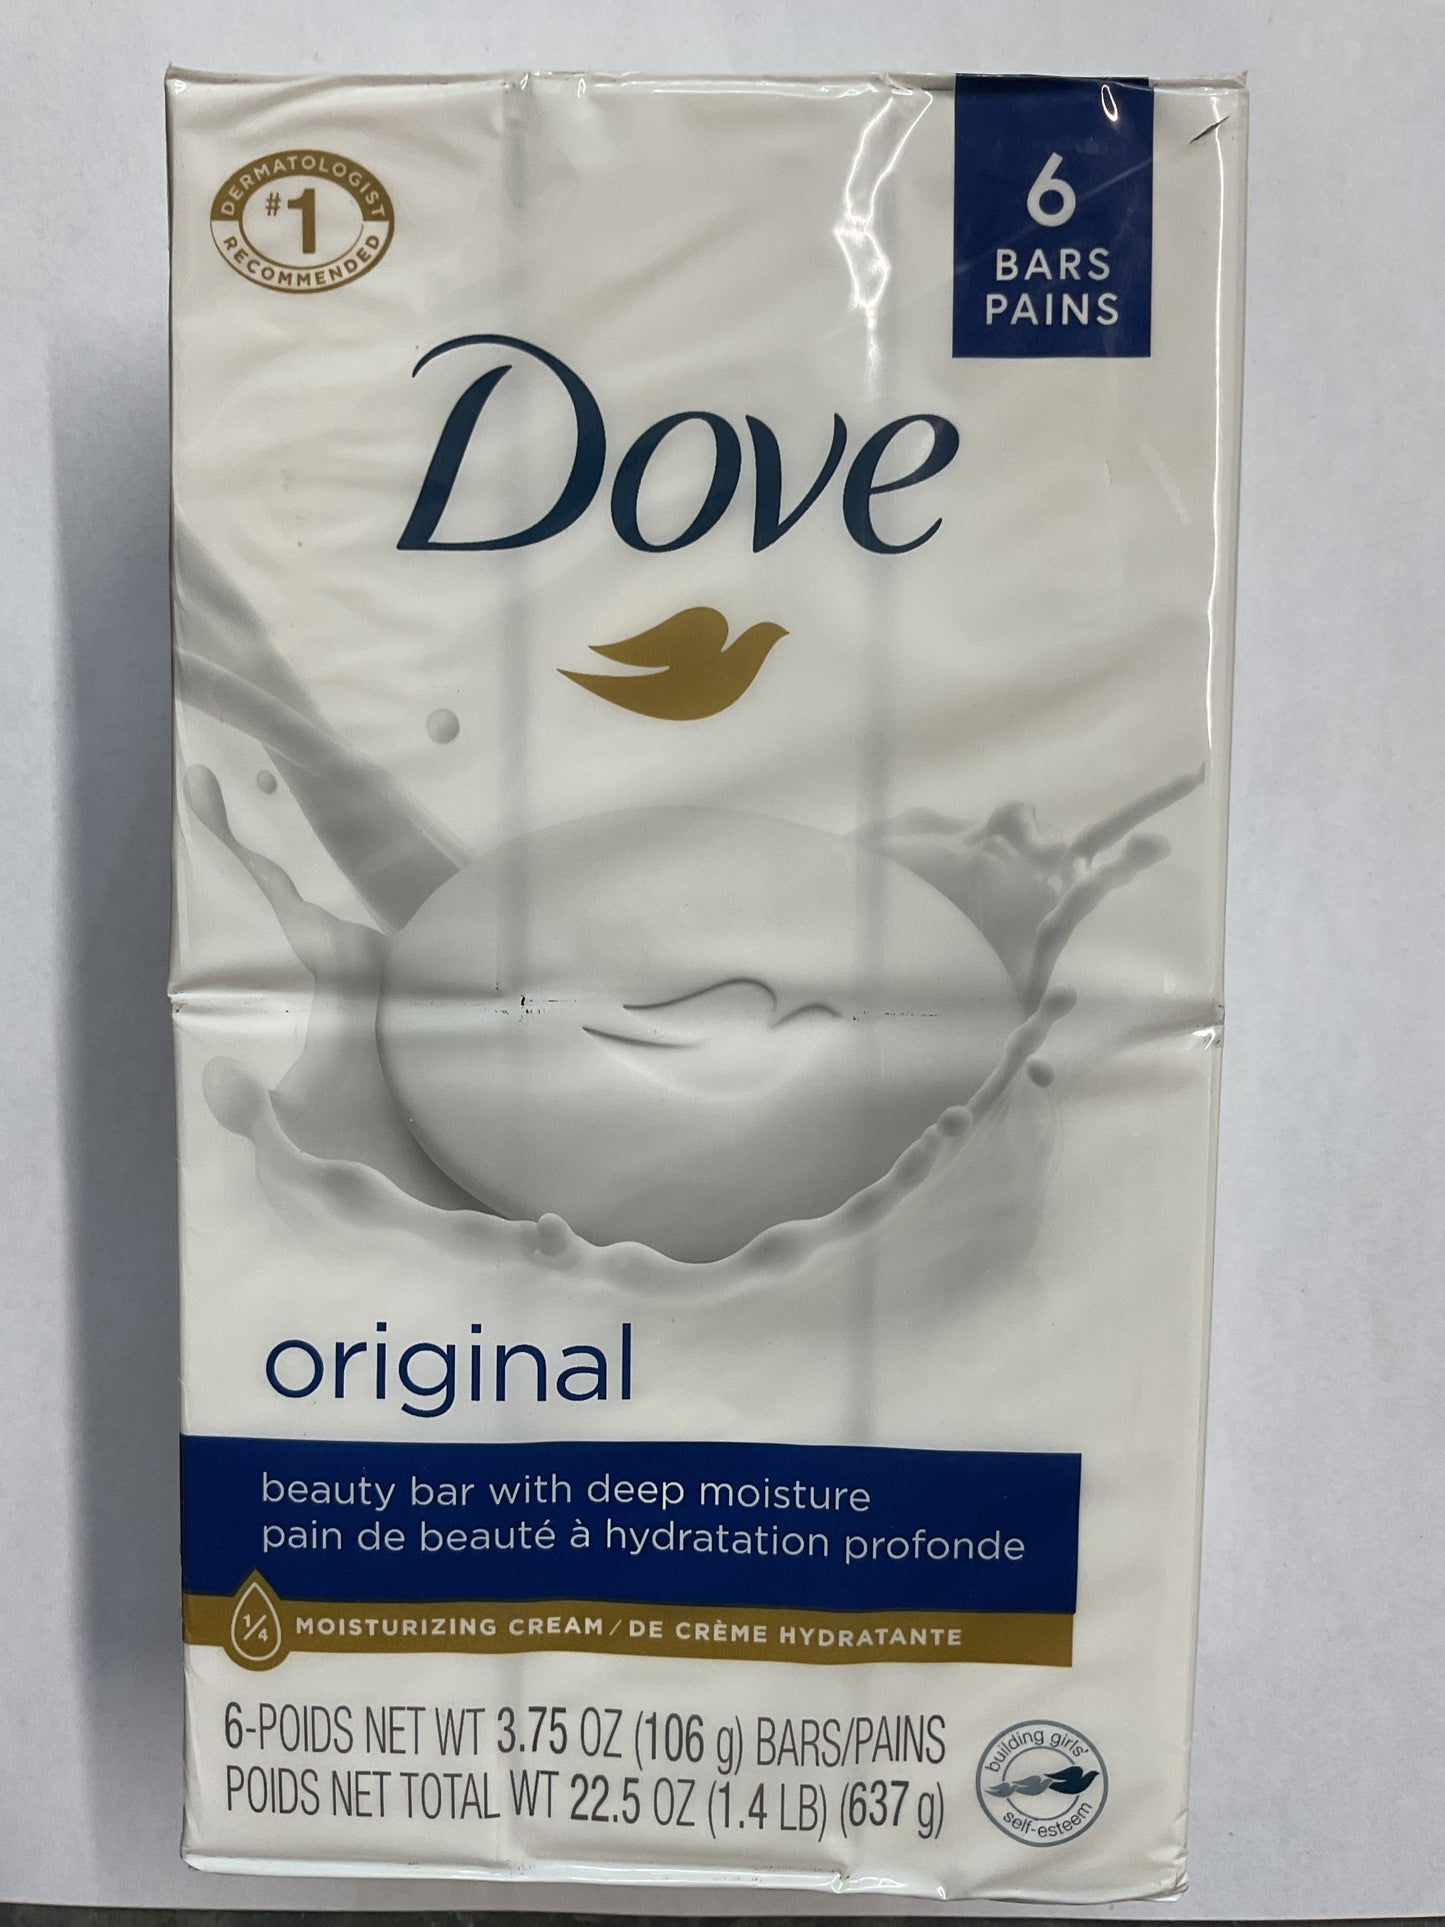 DERMATOLOGIST
#1
RECOMMENDED
6
BARS
PAINS
Dove
original
beauty bar with deep moisture
pain de beauté à hydratation profonde
1/4 MOISTURIZING CREAM / DE CRÈME HYDRATANTE
6-POIDS NET WT 3.75 OZ (106 g) BARS/PAINS
POIDS NET TOTAL WT 22.5 OZ (1.4 LB) (637 g)
building girls'
self-esteem